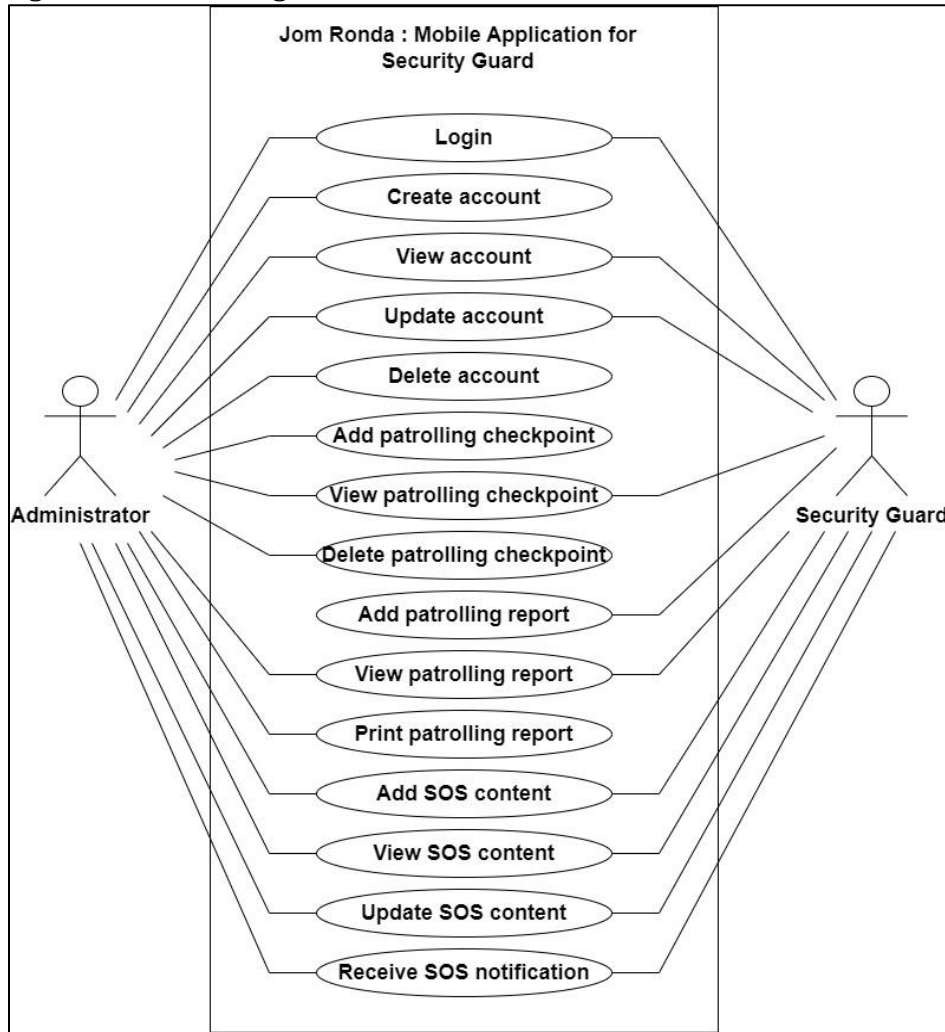 Jom Ronda : Mobile Application for
Security Guard
Login
Create account
View account
Update account
Delete account
Add patrolling checkpoint
View patrolling checkpoint
Administrator
Security Guard
Delete patrolling checkpoint
Add patrolling report
View patrolling report
Print patrolling report
Add SOS content
View SOS content
Update SOS content
Receive SOS notification